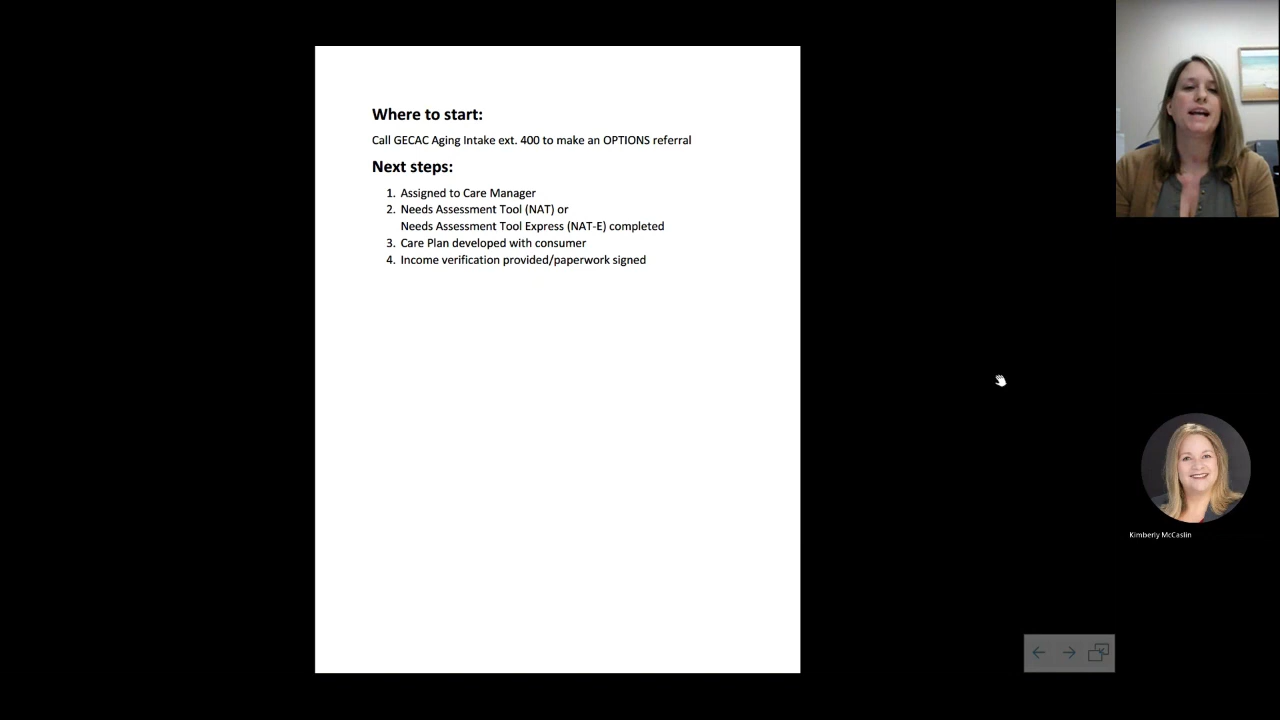 Where to start:
Call GECAC Aging Intake ext. 400 to make an OPTIONS referral
Next steps:
1. Assigned to Care Manager
2. Needs Assessment Tool (NAT) or
Needs Assessment Tool Express (NAT-E) completed
3. Care Plan developed with consumer
4. Income verification provided/paperwork signed
Kimberly McCaslin